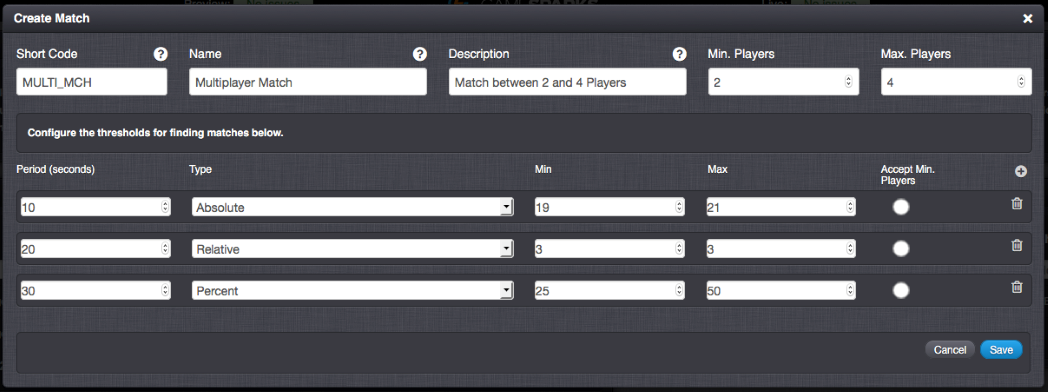 Create Match
Short Code ? Name ? Description ? Min. Players Max. Players
MULTI_MCH Multiplayer Match Match between 2 and 4 Players 2 4
Configure the thresholds for finding matches below.
Period (seconds) Type Min Max Accept Min.
Players
10 Absolute 19 21
20 Relative 3 3
30 Percent 25 50
Cancel Save